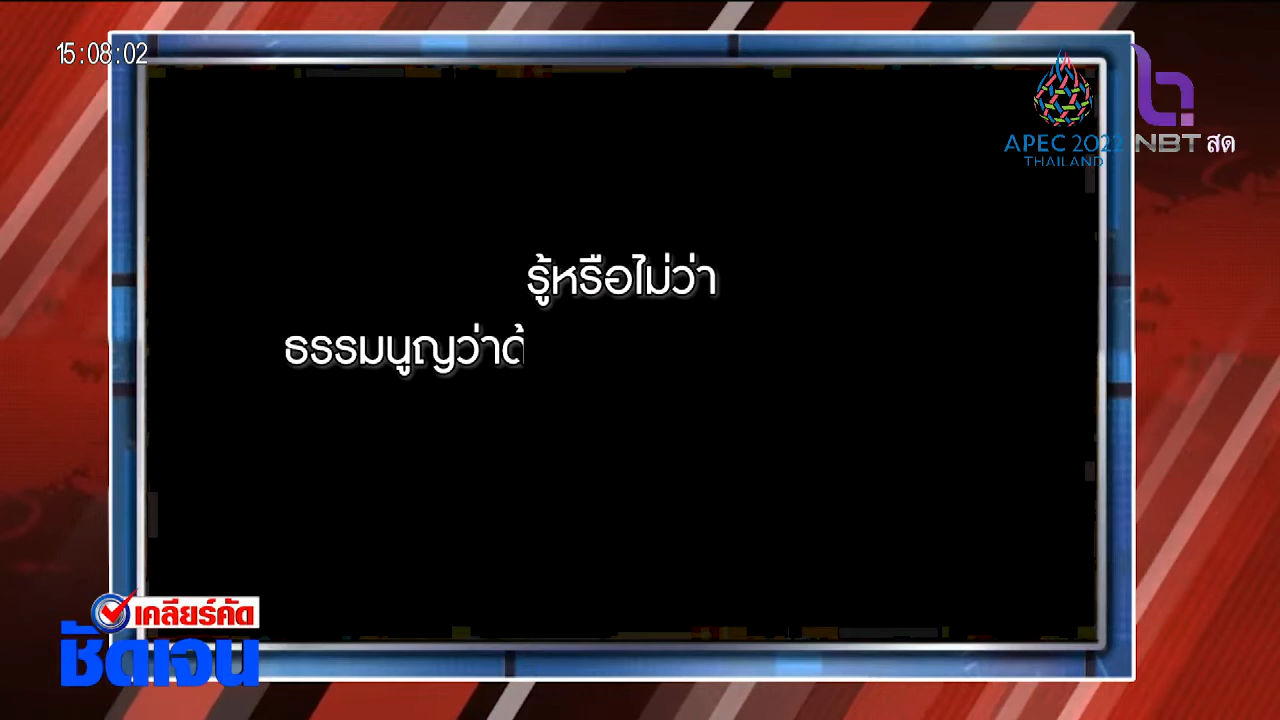 15:08:02
APEC 2022
THAILAND
NBT สด
รู้หรือไม่ว่า
ธรรมนูญว่าด้
เคลียร์คัด
ชัดเจน